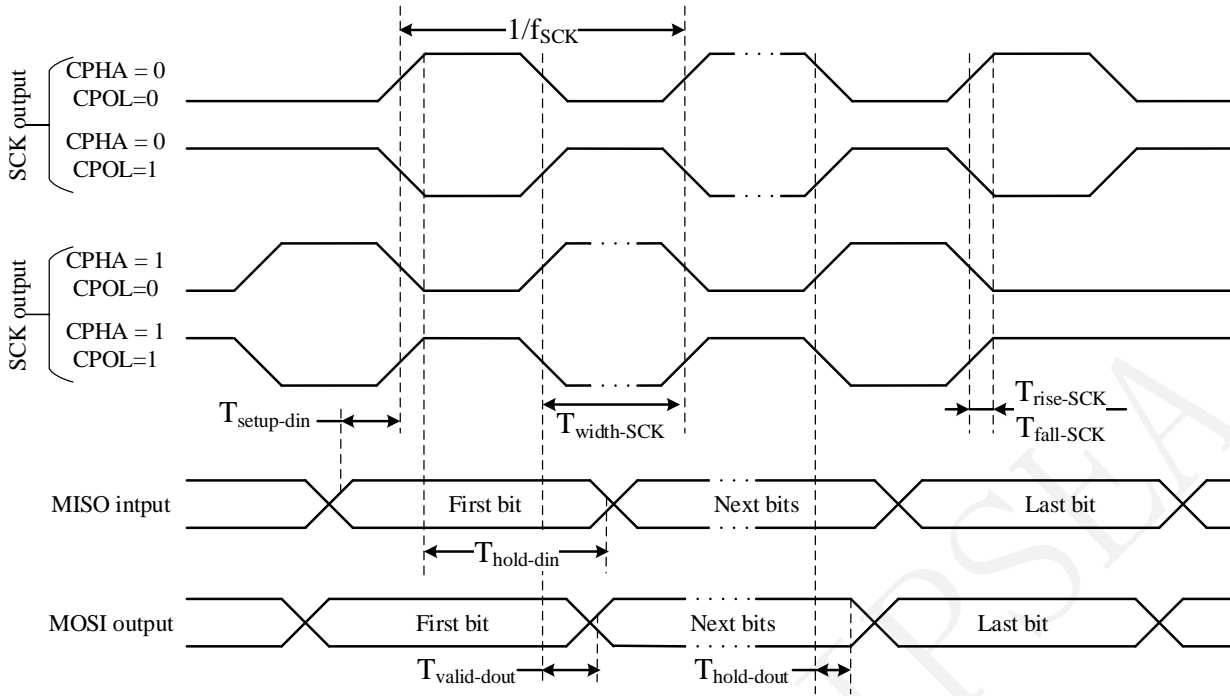 1/fSCK
SCK output
CPHA = 0
CPOL=0
CPHA = 0
CPOL=1
SCK output
CPHA = 1
CPOL=0
CPHA = 1
CPOL=1
Tsetup-din
Twidth-SCK
Trise-SCK
Tfall-SCK
MISO intput
First bit
Next bits
Last bit
Thold-din
MOSI output
First bit
Next bits
Last bit
Tvalid-dout
Thold-dout